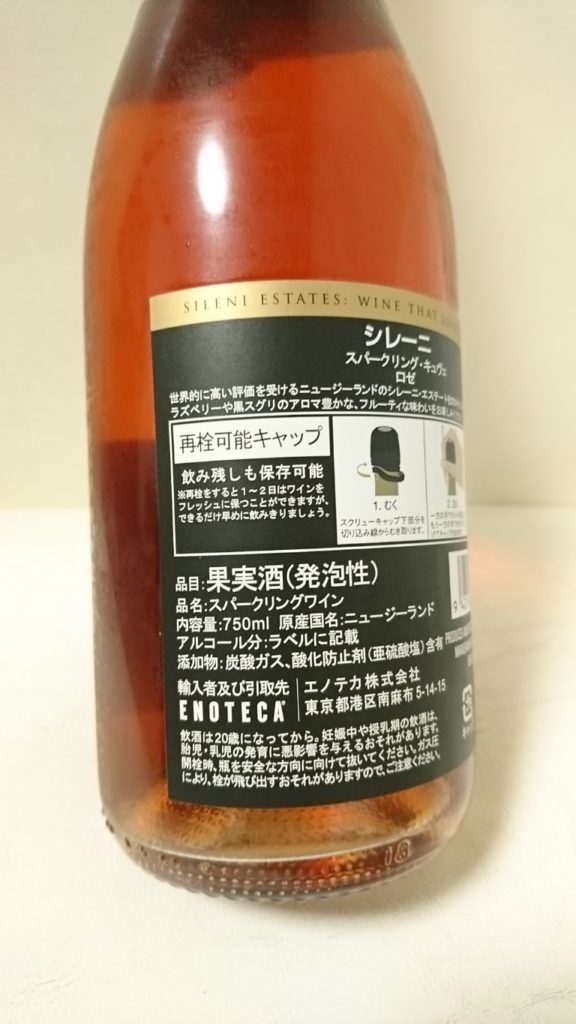 SILENI ESTATES: WINE THAT
シレーニ
スパークリング・キュヴェ
ロゼ
世界的に高い評価を受けるニュージーランドのシレーニ・エステート
ラズベリーや黒スグリのアロマ豊かな、フルーティな味わいをお楽しみ
再栓可能キャップ
飲み残しも保存可能
※再栓をすると1～2日はワインを
フレッシュに保つことができますが、
できるだけ早めに飲みきりましょう。
1. むく
スクリューキャップ下部分を
切り込み線からむき取ります。
品目:果実酒(発泡性)
品名:スパークリングワイン
内容量:750ml 原産国名:ニュージーランド
アルコール分:ラベルに記載
添加物:炭酸ガス、酸化防止剤(亜硫酸塩)含有
輸入者及び引取先
ENOTECA
エノテカ株式会社
東京都港区南麻布5-14-15
飲酒は20歳になってから。妊娠中や授乳期の飲酒は、
胎児・乳児の発育に悪影響を与えるおそれがあります。
開栓時、瓶を安全な方向に向けて抜いてください。ガス圧
により、栓が飛び出すおそれがありますので、ご注意ください。
PRODUCED
18